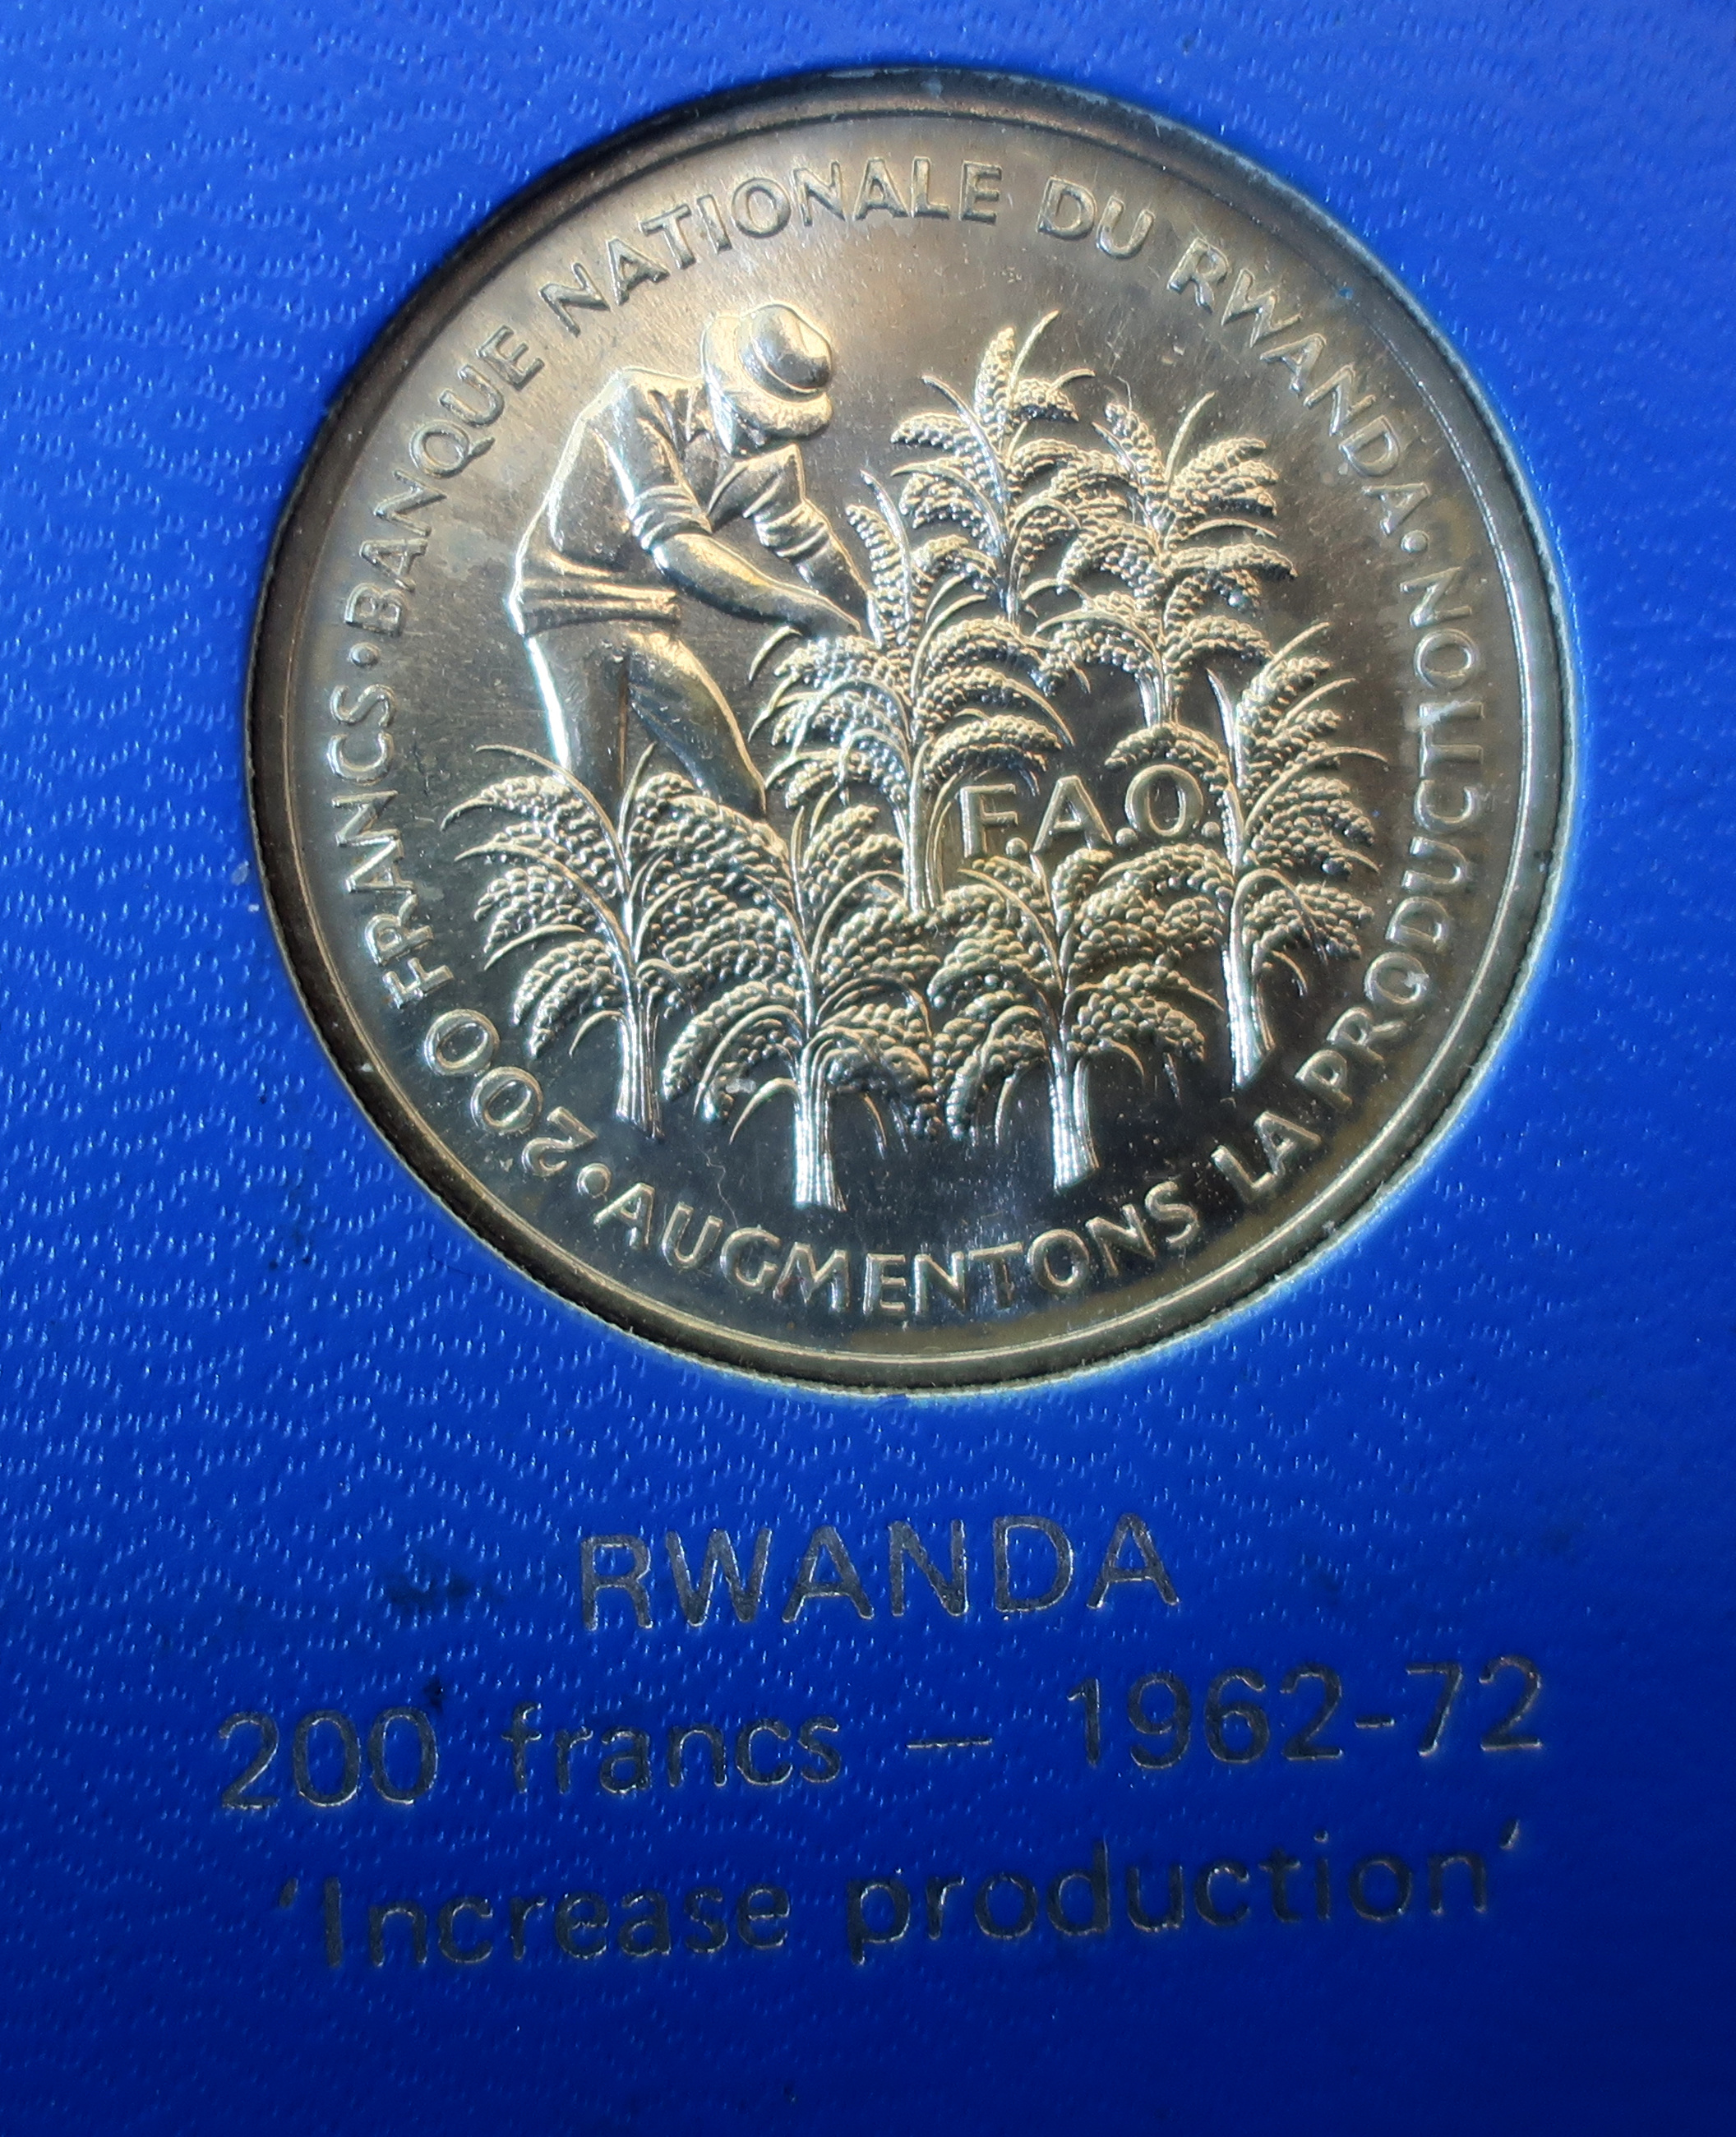 200 FRANCS · BANQUE NATIONALE DU RWANDA ·
AUGMENTONS LA PRODUCTION ·
F.A.O.
RWANDA
200 francs — 1962-72
'Increase production'